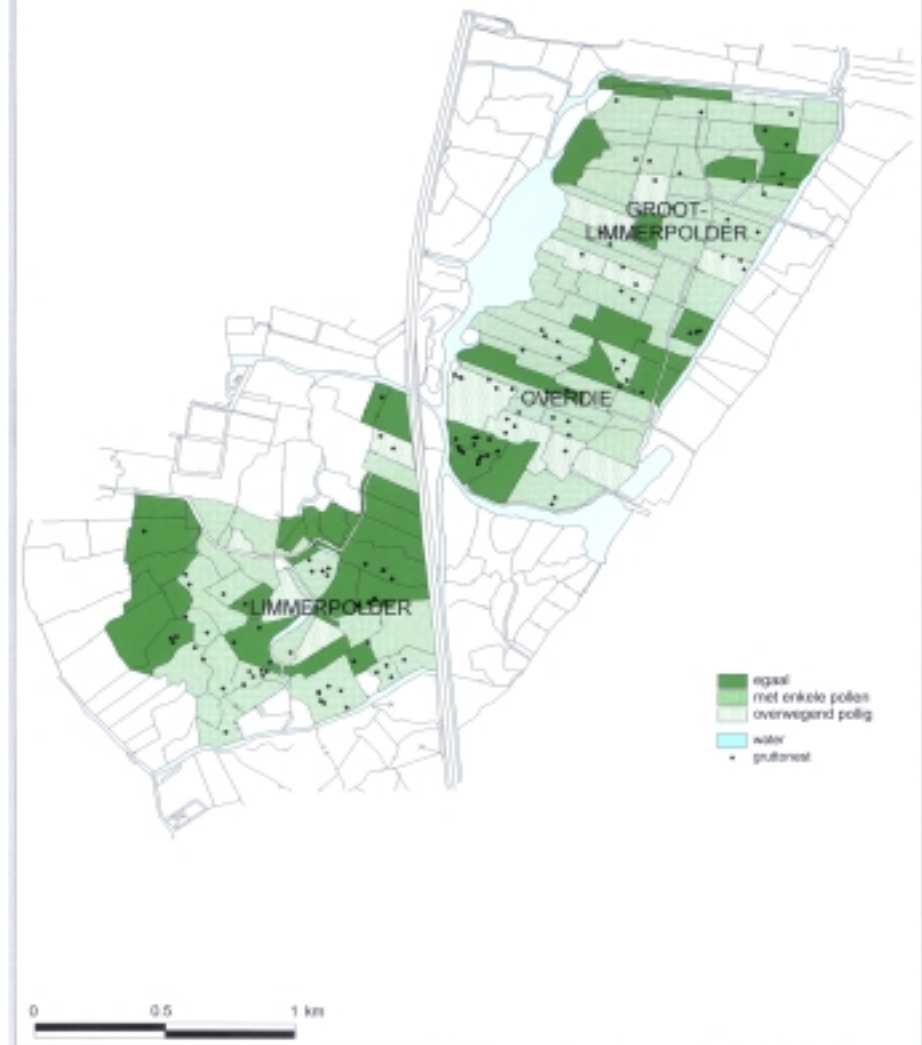 GROOT-
LIMMERPOLDER
OVERDIE
LIMMERPOLDER
egaal
met enkele pollen
overwegend pollig
water
gruttonest
0 0.5 1 km